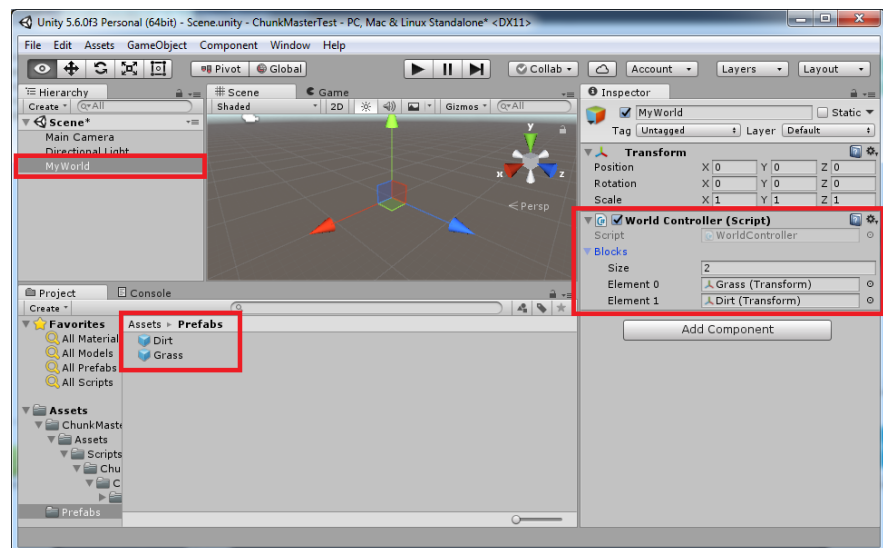 Unity 5.6.0f3 Personal (64bit) - Scene.unity - ChunkMasterTest - PC, Mac & Linux Standalone* <DX11>
File Edit Assets GameObject Component Window Help
Pivot Global Collab Account Layers Layout
Hierarchy
Create All
Scene*
Main Camera
Directional Light
MyWorld
Scene Game
Shaded 2D Gizmos All
y
x
z
Persp
Inspector
MyWorld Static
Tag Untagged Layer Default
Transform
Position X 0 Y 0 Z 0
Rotation X 0 Y 0 Z 0
Scale X 1 Y 1 Z 1
World Controller (Script)
Script WorldController
Blocks
Size 2
Element 0 Grass (Transform)
Element 1 Dirt (Transform)
Add Component
Project Console
Create
Favorites
All Material
All Models
All Prefabs
All Scripts
Assets
ChunkMaste
Assets
Scripts
Chu
C
Prefabs
Assets Prefabs
Dirt
Grass